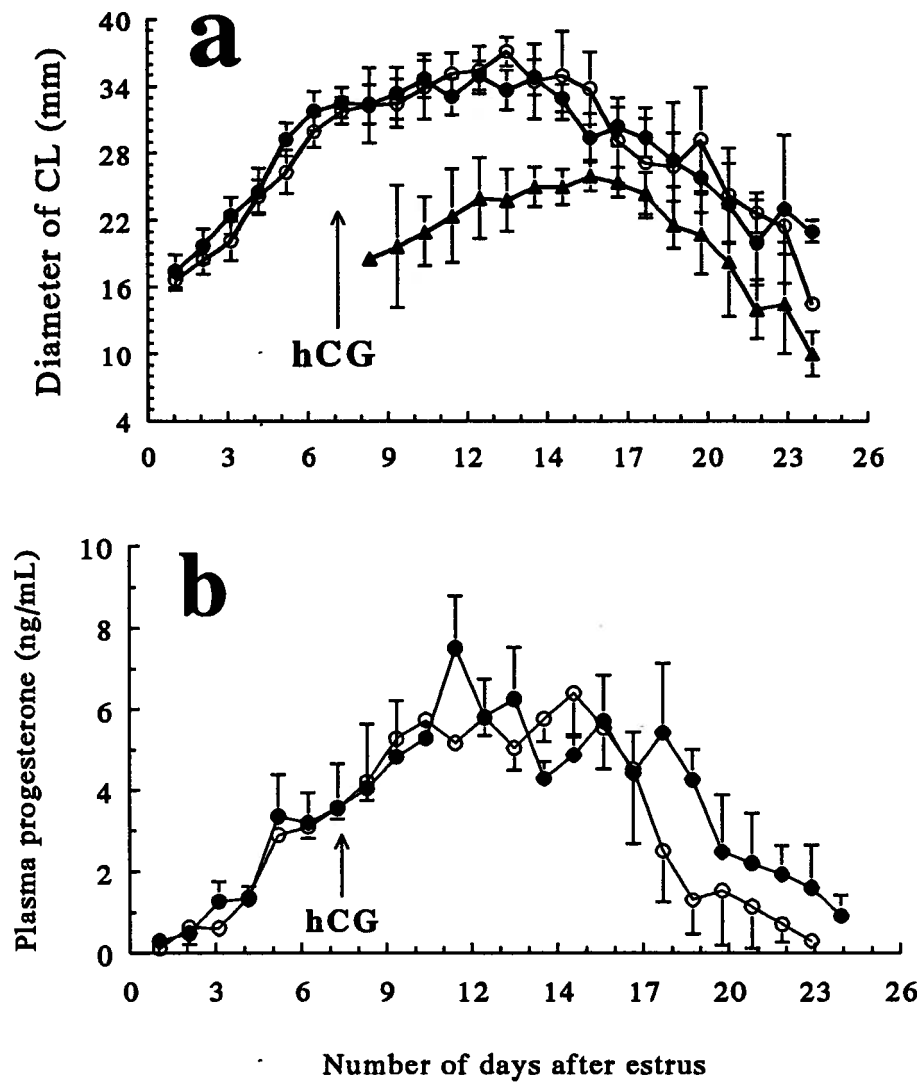 a
40
34
28
22
16
10
4
Diameter of CL (mm)
hCG
0 3 6 9 12 14 17 20 23 26
b
10
8
6
4
2
0
Plasma progesterone (ng/mL)
hCG
0 3 6 9 12 14 17 20 23 26
Number of days after estrus